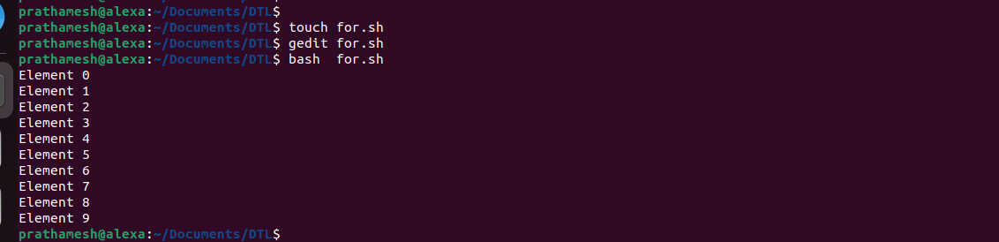 prathamesh@alexa:~/Documents/DTL$
prathamesh@alexa:~/Documents/DTL$ touch for.sh
prathamesh@alexa:~/Documents/DTL$ gedit for.sh
prathamesh@alexa:~/Documents/DTL$ bash  for.sh
Element 0
Element 1
Element 2
Element 3
Element 4
Element 5
Element 6
Element 7
Element 8
Element 9
prathamesh@alexa:~/Documents/DTL$